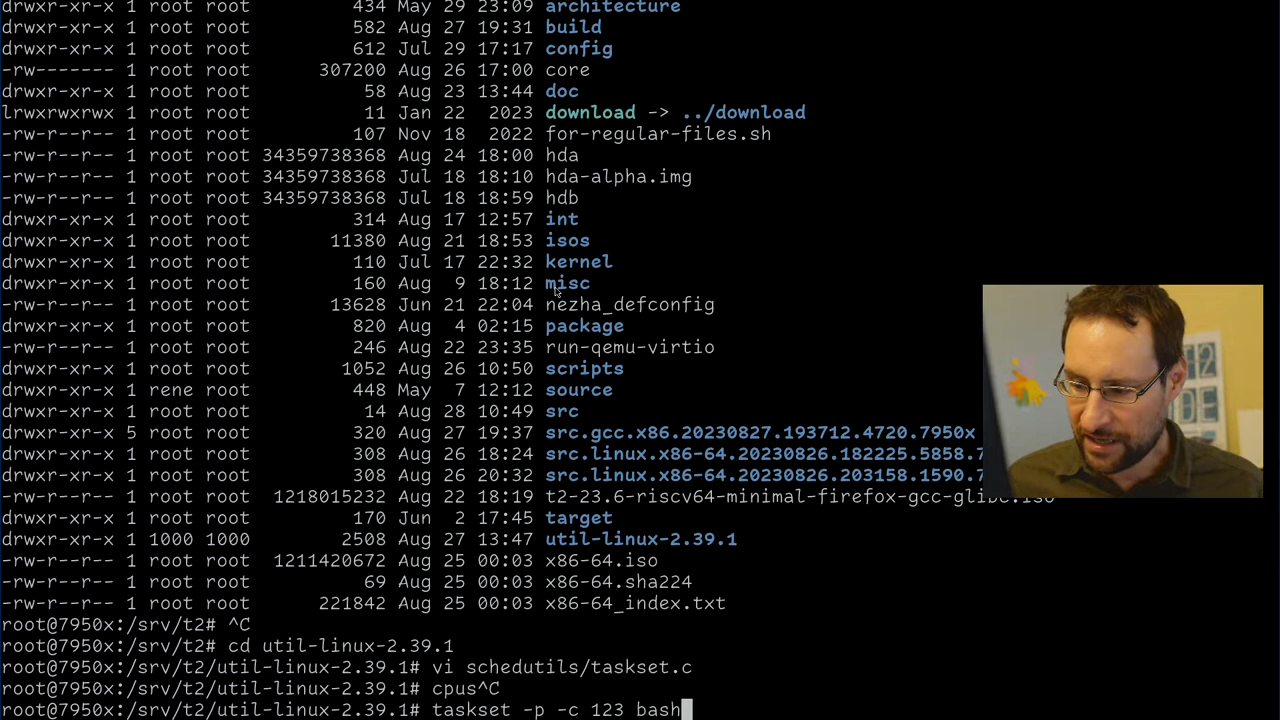 drwxr-xr-x 1 root root 434 May 29 23:09 architecture
drwxr-xr-x 1 root root 582 Aug 27 19:31 build
drwxr-xr-x 1 root root 612 Jul 29 17:17 config
-rw------- 1 root root 307200 Aug 26 17:00 core
drwxr-xr-x 1 root root 58 Aug 23 13:44 doc
lrwxrwxrwx 1 root root 11 Jan 22 2023 download -> ../download
-rw-r--r-- 1 root root 107 Nov 18 2022 for-regular-files.sh
-rw-r--r-- 1 root root 34359738368 Aug 24 18:00 hda
-rw-r--r-- 1 root root 34359738368 Jul 18 18:10 hda-alpha.img
-rw-r--r-- 1 root root 34359738368 Jul 18 18:59 hdb
drwxr-xr-x 1 root root 314 Aug 17 12:57 int
drwxr-xr-x 1 root root 11380 Aug 21 18:53 isos
drwxr-xr-x 1 root root 110 Jul 17 22:32 kernel
drwxr-xr-x 1 root root 160 Aug 9 18:12 misc
-rw-r--r-- 1 root root 13628 Jun 21 22:04 nezha_defconfig
drwxr-xr-x 1 root root 820 Aug 4 02:15 package
-rw-r--r-- 1 root root 246 Aug 22 23:35 run-qemu-virtio
drwxr-xr-x 1 root root 1052 Aug 26 10:50 scripts
drwxr-xr-x 1 rene root 448 May 7 12:12 source
drwxr-xr-x 1 root root 14 Aug 28 10:49 src
drwxr-xr-x 5 root root 320 Aug 27 19:37 src.gcc.x86.20230827.193712.4720.7950x
drwxr-xr-x 1 root root 308 Aug 26 18:24 src.linux.x86-64.20230826.182225.5858.7
drwxr-xr-x 1 root root 308 Aug 26 20:32 src.linux.x86-64.20230826.203158.1590.7
-rw-r--r-- 1 root root 1218015232 Aug 22 18:19 t2-23.6-riscv64-minimal-firefox-gcc-glibc.iso
drwxr-xr-x 1 root root 170 Jun 2 17:45 target
drwxr-xr-x 1 1000 1000 2508 Aug 27 13:47 util-linux-2.39.1
-rw-r--r-- 1 root root 1211420672 Aug 25 00:03 x86-64.iso
-rw-r--r-- 1 root root 69 Aug 25 00:03 x86-64.sha224
-rw-r--r-- 1 root root 221842 Aug 25 00:03 x86-64_index.txt
root@7950x:/srv/t2# ^C
root@7950x:/srv/t2# cd util-linux-2.39.1
root@7950x:/srv/t2/util-linux-2.39.1# vi schedutils/taskset.c
root@7950x:/srv/t2/util-linux-2.39.1# cpus^C
root@7950x:/srv/t2/util-linux-2.39.1# taskset -p -c 123 bash